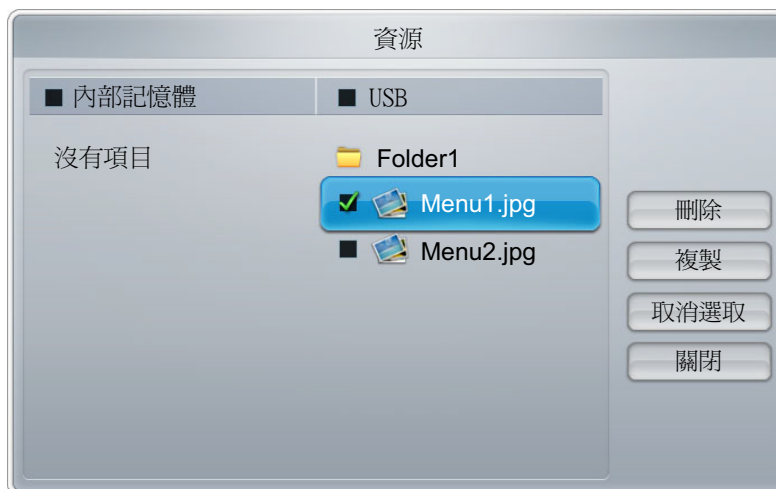 資源
內部記憶體
USB
沒有項目
Folder1
Menu1.jpg
Menu2.jpg
刪除
複製
取消選取
關閉